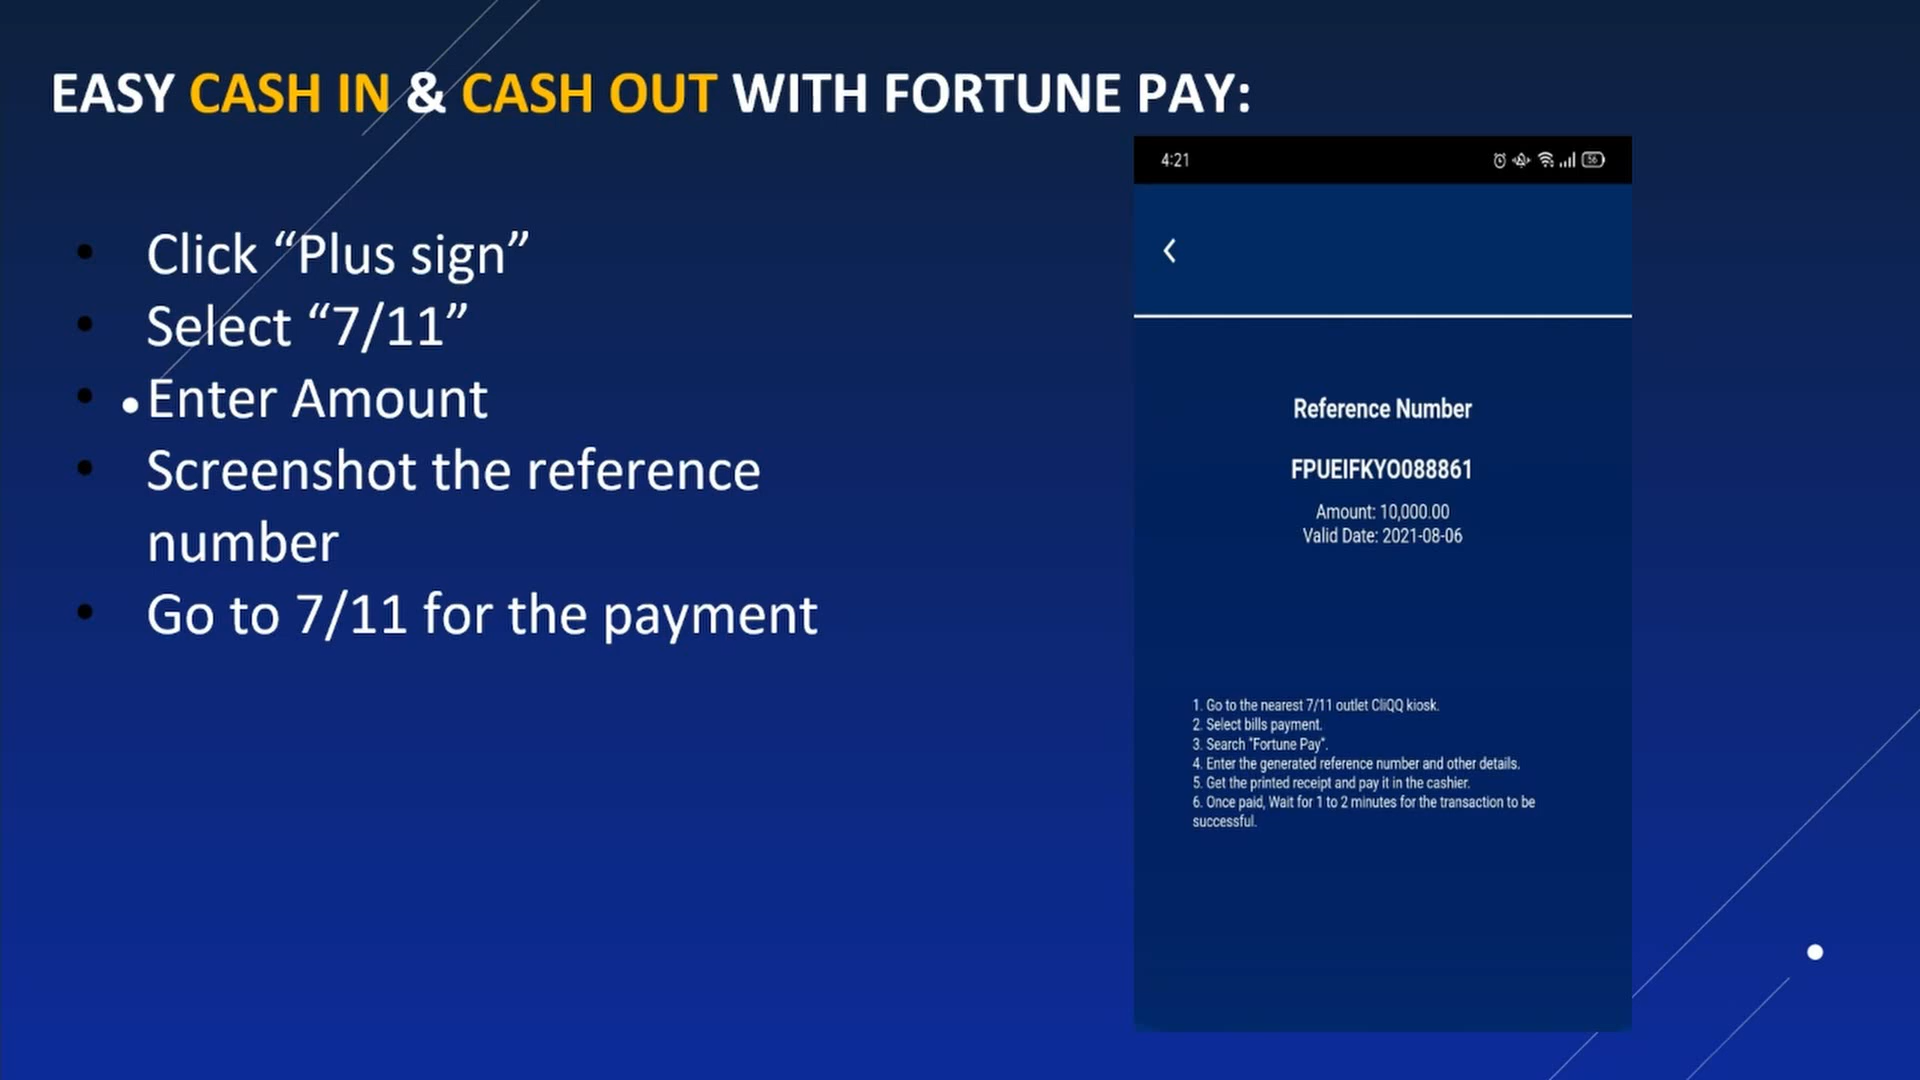 EASY CASH IN & CASH OUT WITH FORTUNE PAY:
• Click “Plus sign”
• Select “7/11”
• Enter Amount
• Screenshot the reference
number
• Go to 7/11 for the payment
4:21
56
Reference Number
FPUEIFKYO088861
Amount: 10,000.00
Valid Date: 2021-08-06
1. Go to the nearest 7/11 outlet CliQQ kiosk.
2. Select bills payment.
3. Search "Fortune Pay".
4. Enter the generated reference number and other details.
5. Get the printed receipt and pay it in the cashier.
6. Once paid, Wait for 1 to 2 minutes for the transaction to be
successful.